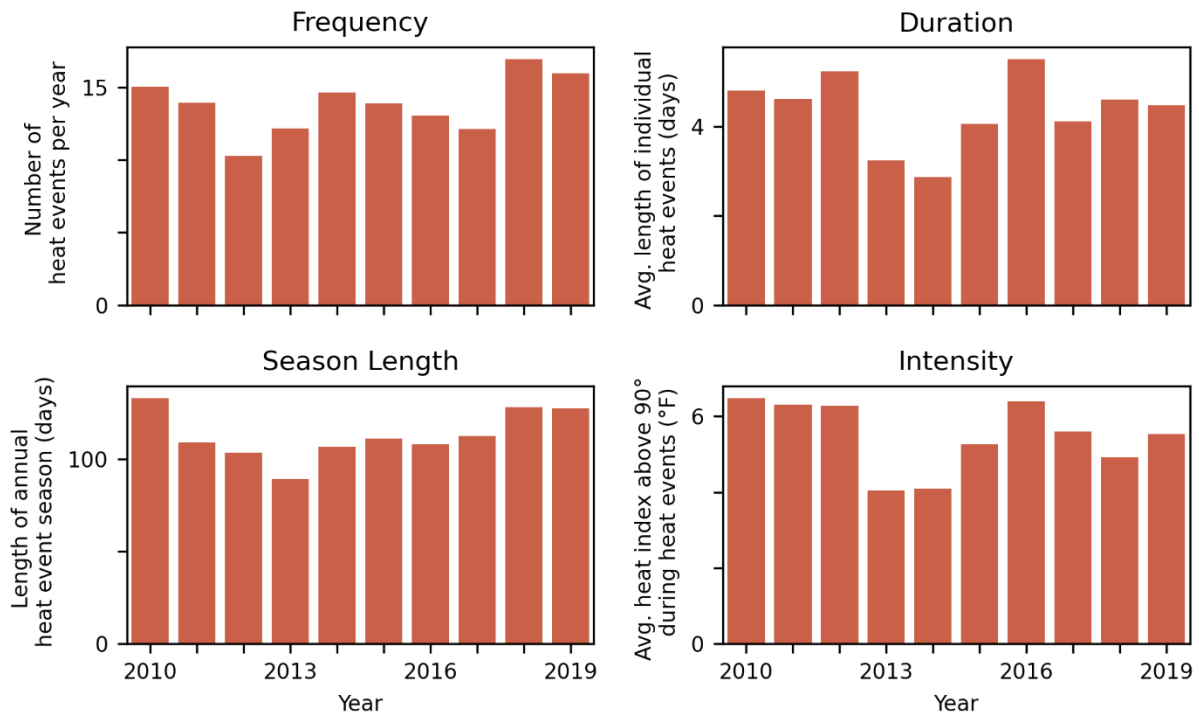 Frequency
Number of
heat events per year
15
0
Duration
Avg. length of individual
heat events (days)
4
0
Season Length
Length of annual
heat event season (days)
100
0
2010 2013 2016 2019
Year
Intensity
Avg. heat index above 90°
during heat events (°F)
6
0
2010 2013 2016 2019
Year